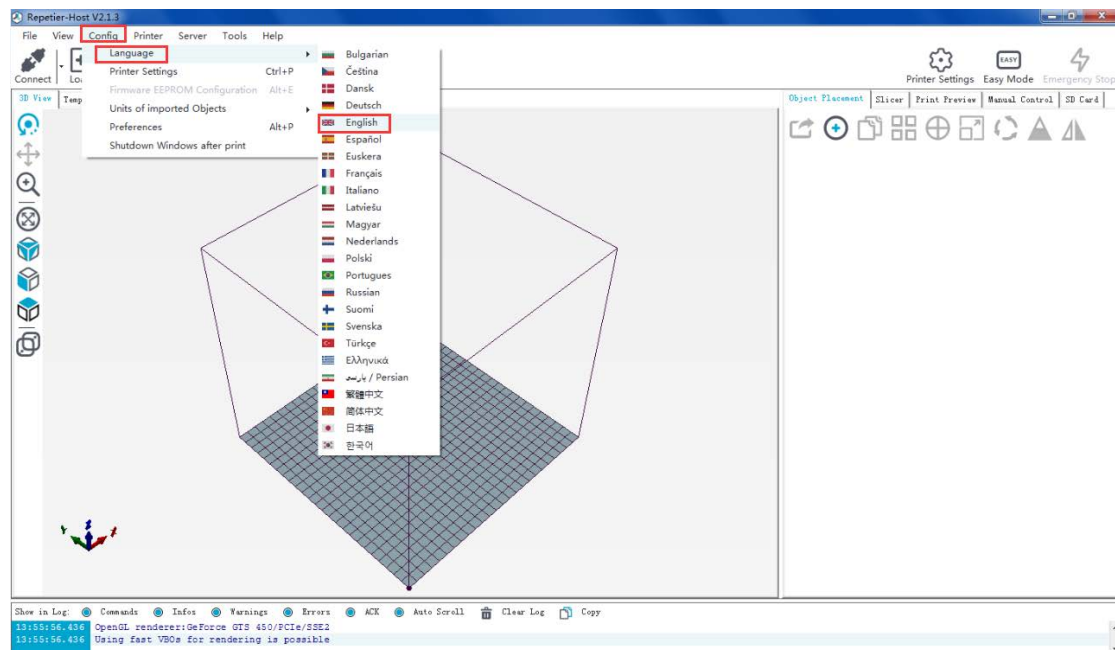 Repetier-Host V2.1.3
File View Config Printer Server Tools Help
Connect
Printer Settings Easy Mode Emergency Stop
EASY
3D View
Object Placement Slicer Print Preview Manual Control SD Card
Language
Printer Settings Ctrl+P
Firmware EEPROM Configuration Alt+E
Units of imported Objects
Preferences Alt+P
Shutdown Windows after print
Bulgarian
Čeština
Dansk
Deutsch
English
Español
Euskera
Français
Italiano
Latviešu
Magyar
Nederlands
Polski
Portugues
Russian
Suomi
Svenska
Türkçe
Ελληνικά
پارسی / Persian
繁體中文
简体中文
日本語
한국어
Show in Log: Commands Infos Warnings Errors ACK Auto Scroll Clear Log Copy
13:55:56.436 OpenGL renderer:GeForce GTS 450/PCIe/SSE2
13:55:56.436 Using fast VBOs for rendering is possible